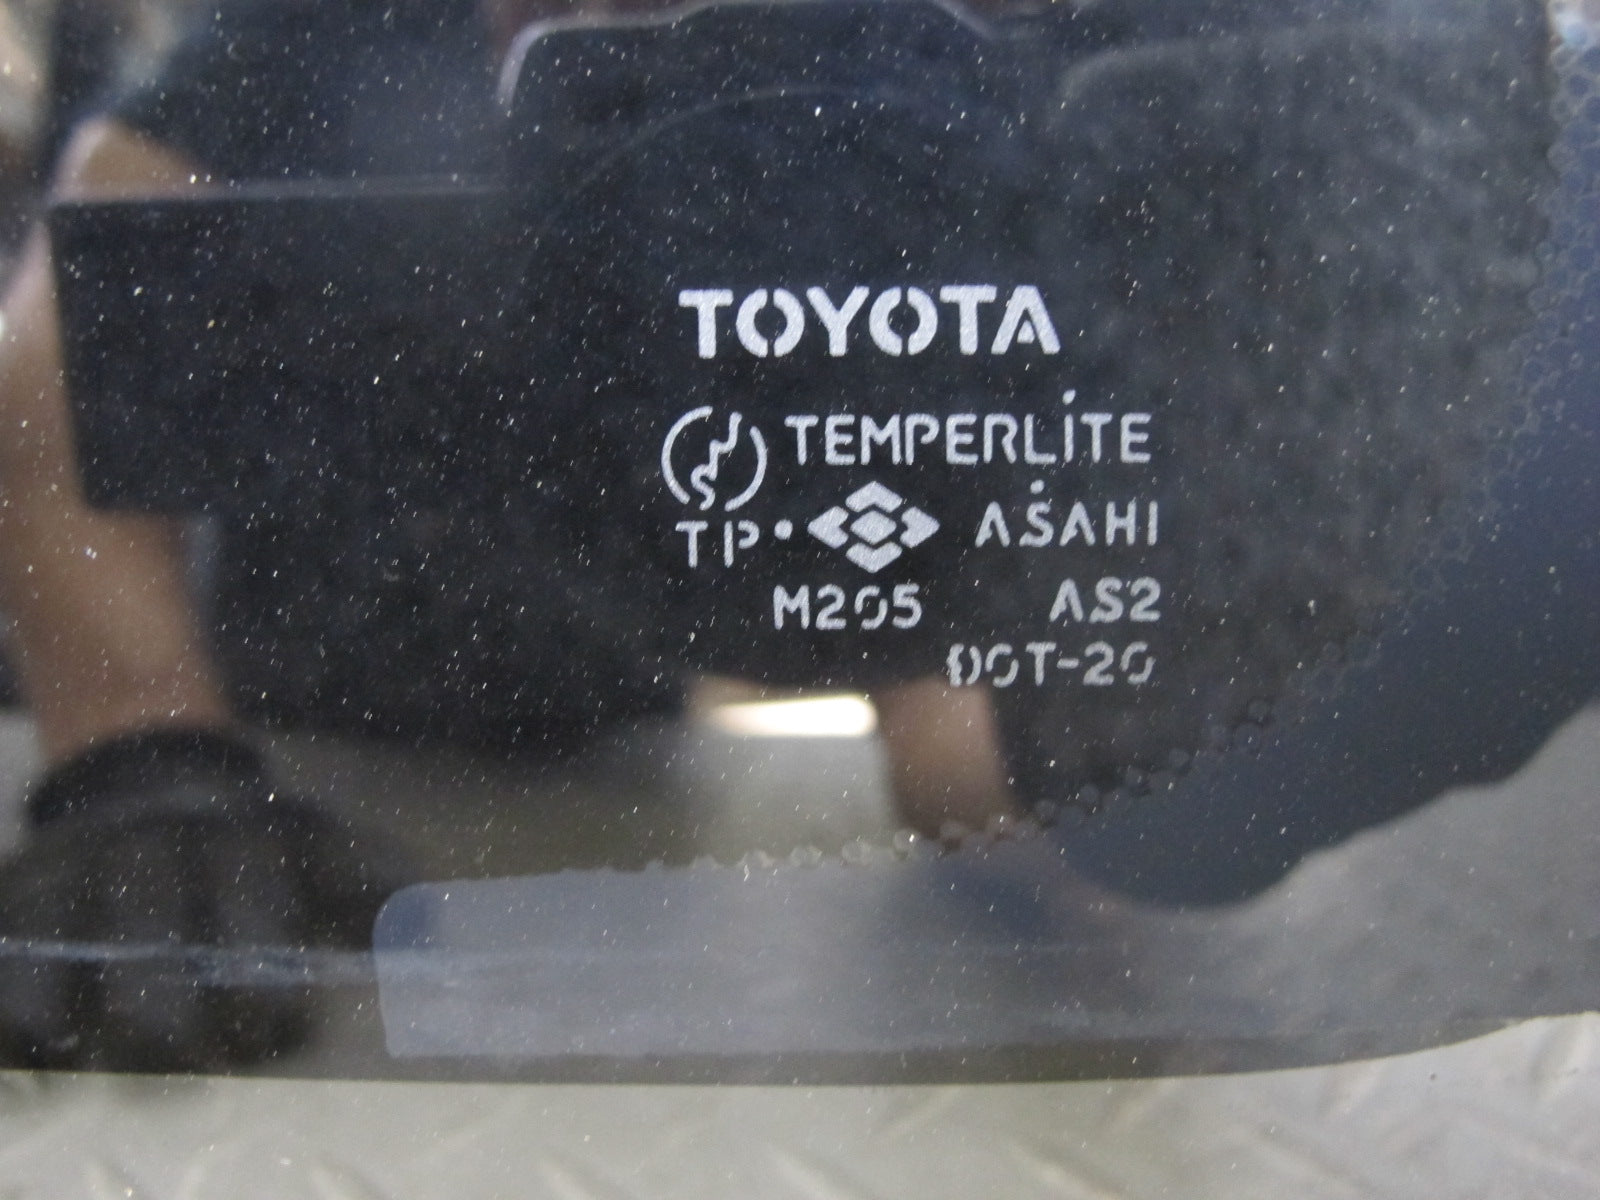 TOYOTA
TEMPERLITE
TP • ASAHI
M205 AS2
DOT-20